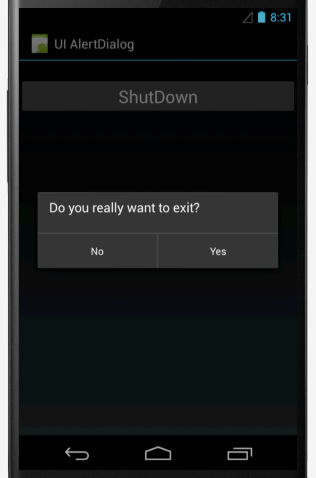 8:31
UI AlertDialog
ShutDown
Do you really want to exit?
No Yes